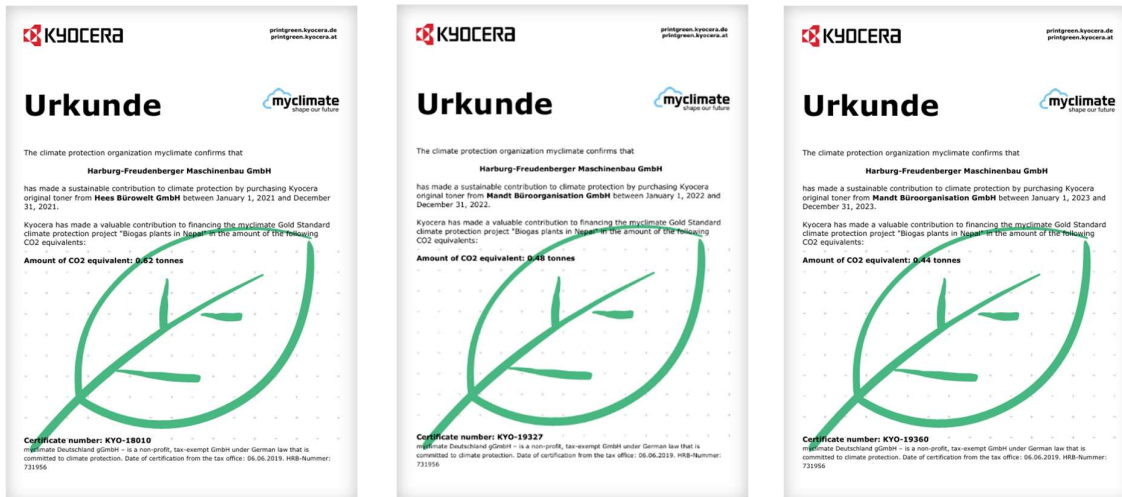 KYOCERA
printgreen.kyocera.de
printgreen.kyocera.at
Urkunde
myclimate
shape our future
The climate protection organization myclimate confirms that
Harburg-Freudenberger Maschinenbau GmbH
has made a sustainable contribution to climate protection by purchasing Kyocera
original toner from Hees Bürowelt GmbH between January 1, 2021 and December
31, 2021.
Kyocera has made a valuable contribution to financing the myclimate Gold Standard
climate protection project "Biogas plants in Nepal" in the amount of the following
CO2 equivalents:
Amount of CO2 equivalent: 0.62 tonnes
Certificate number: KYO-18010
myclimate Deutschland gGmbH – is a non-profit, tax-exempt GmbH under German law that is
committed to climate protection. Date of certification from the tax office: 06.06.2019. HRB-Nummer:
731956
KYOCERA
printgreen.kyocera.de
printgreen.kyocera.at
Urkunde
myclimate
shape our future
The climate protection organization myclimate confirms that
Harburg-Freudenberger Maschinenbau GmbH
has made a sustainable contribution to climate protection by purchasing Kyocera
original toner from Mandt Büroorganisation GmbH between January 1, 2022 and
December 31, 2022.
Kyocera has made a valuable contribution to financing the myclimate Gold Standard
climate protection project "Biogas plants in Nepal" in the amount of the following
CO2 equivalents:
Amount of CO2 equivalent: 0.48 tonnes
Certificate number: KYO-19327
myclimate Deutschland gGmbH – is a non-profit, tax-exempt GmbH under German law that is
committed to climate protection. Date of certification from the tax office: 06.06.2019. HRB-Nummer:
731956
KYOCERA
printgreen.kyocera.de
printgreen.kyocera.at
Urkunde
myclimate
shape our future
The climate protection organization myclimate confirms that
Harburg-Freudenberger Maschinenbau GmbH
has made a sustainable contribution to climate protection by purchasing Kyocera
original toner from Mandt Büroorganisation GmbH between January 1, 2023 and
December 31, 2023.
Kyocera has made a valuable contribution to financing the myclimate Gold Standard
climate protection project "Biogas plants in Nepal" in the amount of the following
CO2 equivalents:
Amount of CO2 equivalent: 0.44 tonnes
Certificate number: KYO-19360
myclimate Deutschland gGmbH – is a non-profit, tax-exempt GmbH under German law that is
committed to climate protection. Date of certification from the tax office: 06.06.2019. HRB-Nummer:
731956